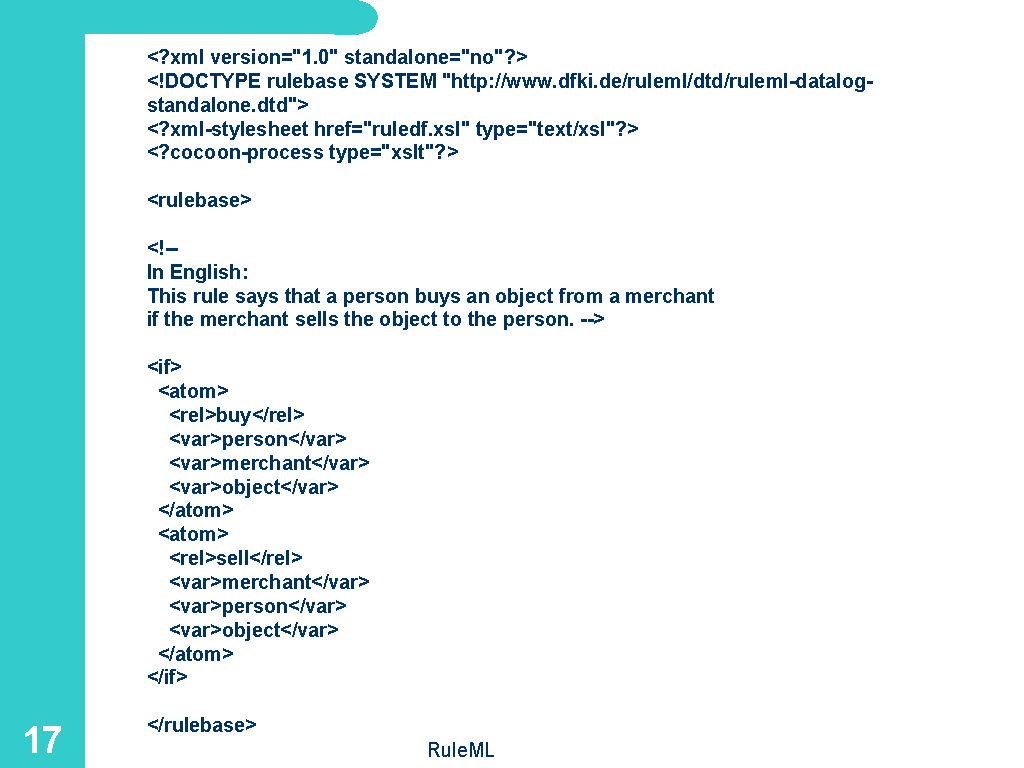 <?xml version="1.0" standalone="no"?>
<!DOCTYPE rulebase SYSTEM "http://www.dfki.de/ruleml/dtd/ruleml-datalog-
standalone.dtd">
<?xml-stylesheet href="ruledf.xsl" type="text/xsl"?>
<?cocoon-process type="xslt"?>
<rulebase>
<!--
In English:
This rule says that a person buys an object from a merchant
if the merchant sells the object to the person. -->
<if>
<atom>
<rel>buy</rel>
<var>person</var>
<var>merchant</var>
<var>object</var>
</atom>
<atom>
<rel>sell</rel>
<var>merchant</var>
<var>person</var>
<var>object</var>
</atom>
</if>
</rulebase>
17
RuleML